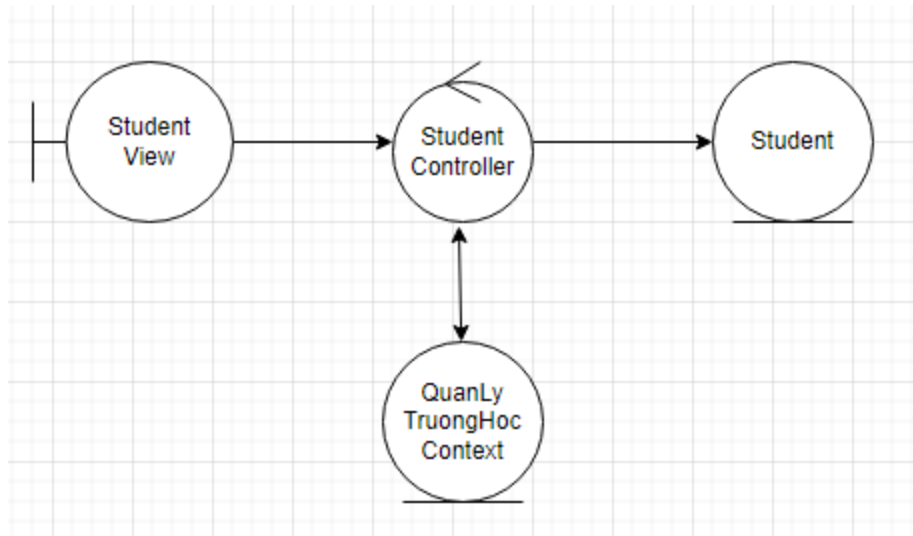 Student
View
Student
Controller
Student
QuanLy
TruongHoc
Context